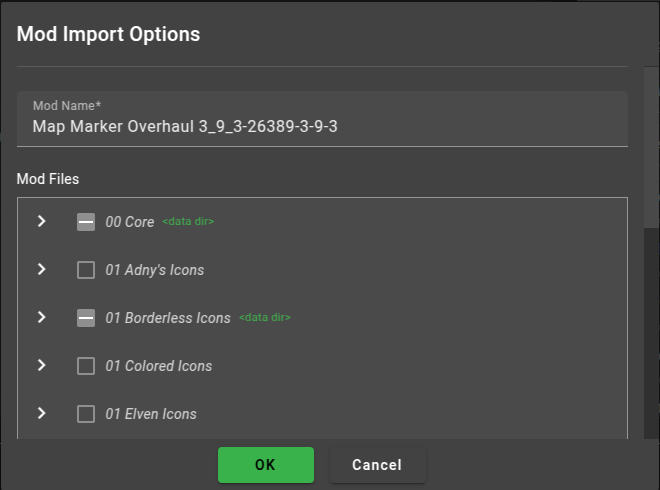 Mod Import Options
Mod Name*
Map Marker Overhaul 3_9_3-26389-3-9-3
Mod Files
00 Core <data dir>
01 Adny's Icons
01 Borderless Icons <data dir>
01 Colored Icons
01 Elven Icons
OK Cancel